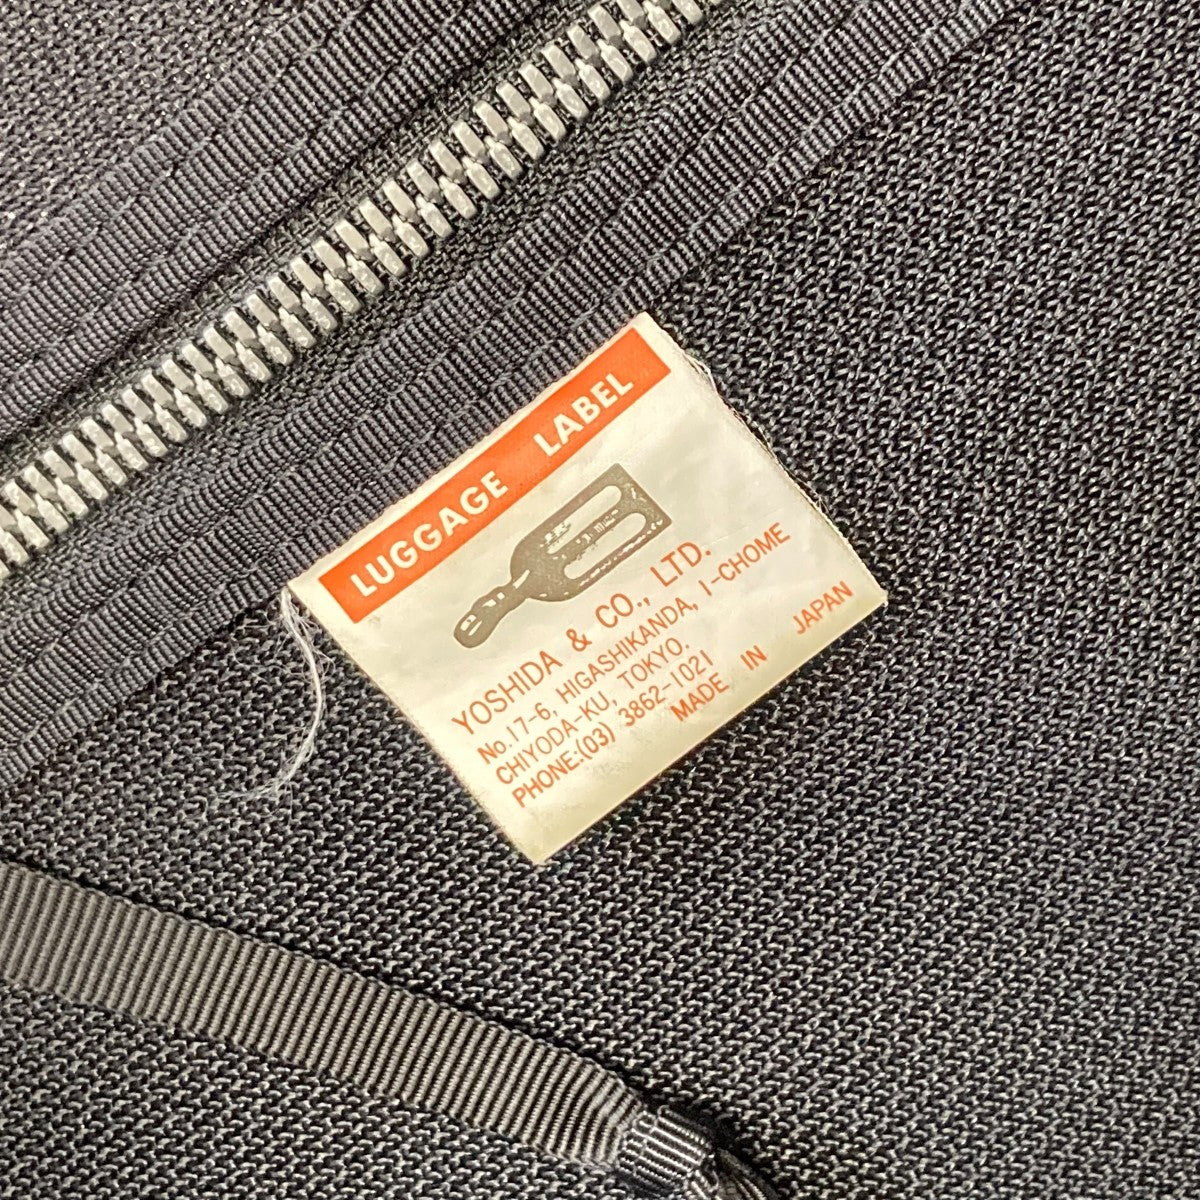 LUGGAGE LABEL
YOSHIDA & CO., LTD.
No.17-6, HIGASHIKANDA, 1-CHOME
CHIYODA-KU, TOKYO.
PHONE:(03) 3862-1021
MADE IN JAPAN